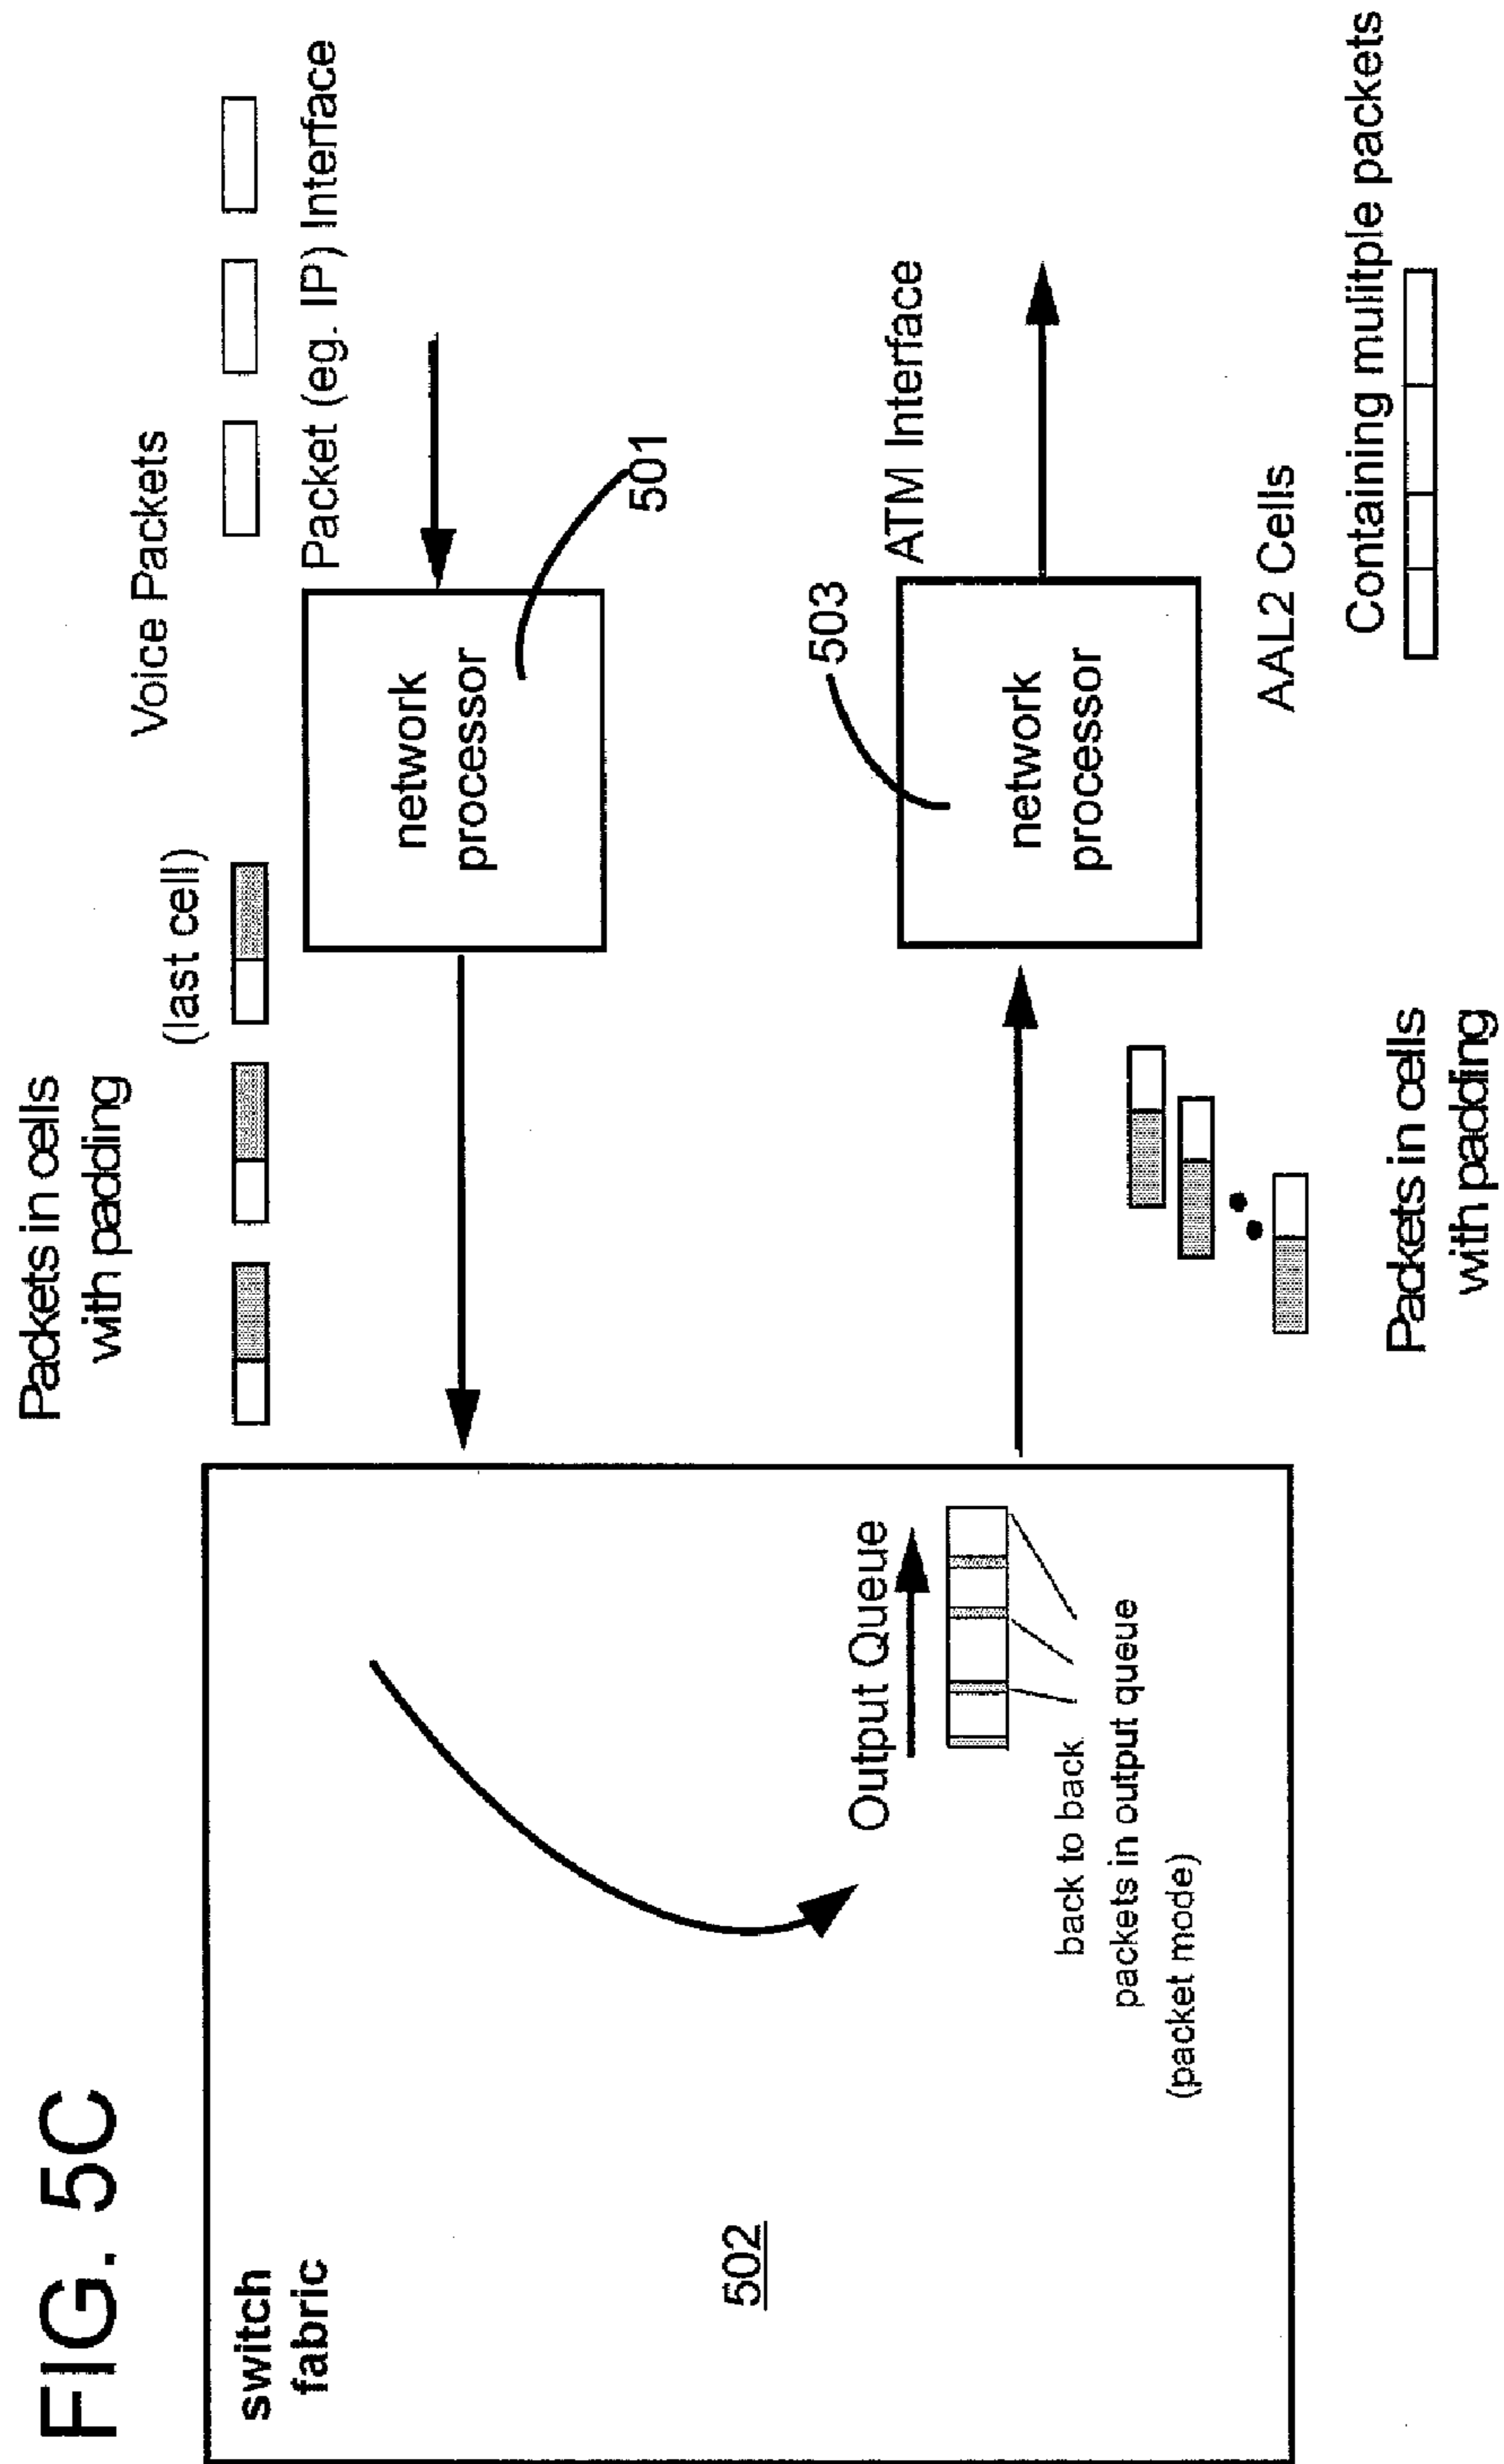 FIG. 5C
switch
fabric
502
Output Queue
back to back
packets in output queue
(packet mode)
Packets in cells
with padding
(last cell)
Voice Packets
Packet (eg. IP) Interface
network
processor
501
503
network
processor
ATM Interface
AAL2 Cells
Containing mulitple packets
Packets in cells
with padding